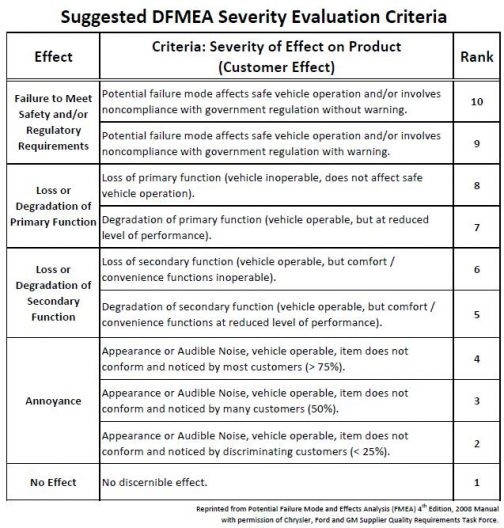 Suggested DFMEA Severity Evaluation Criteria
Effect
Criteria: Severity of Effect on Product
(Customer Effect)
Rank
Failure to Meet
Safety and/or
Regulatory
Requirements
Potential failure mode affects safe vehicle operation and/or involves
noncompliance with government regulation without warning.
10
Potential failure mode affects safe vehicle operation and/or involves
noncompliance with government regulation with warning.
9
Loss or
Degradation of
Primary Function
Loss of primary function (vehicle inoperable, does not affect safe
vehicle operation).
8
Degradation of primary function (vehicle operable, but at reduced
level of performance).
7
Loss or
Degradation of
Secondary
Function
Loss of secondary function (vehicle operable, but comfort /
convenience functions inoperable).
6
Degradation of secondary function (vehicle operable, but comfort /
convenience functions at reduced level of performance).
5
Annoyance
Appearance or Audible Noise, vehicle operable, item does not
conform and noticed by most customers (> 75%).
4
Appearance or Audible Noise, vehicle operable, item does not
conform and noticed by many customers (50%).
3
Appearance or Audible Noise, vehicle operable, item does not
conform and noticed by discriminating customers (< 25%).
2
No Effect
No discernible effect.
1
Reprinted from Potential Failure Mode and Effects Analysis (FMEA) 4th Edition, 2008 Manual
with permission of Chrysler, Ford and GM Supplier Quality Requirements Task Force.